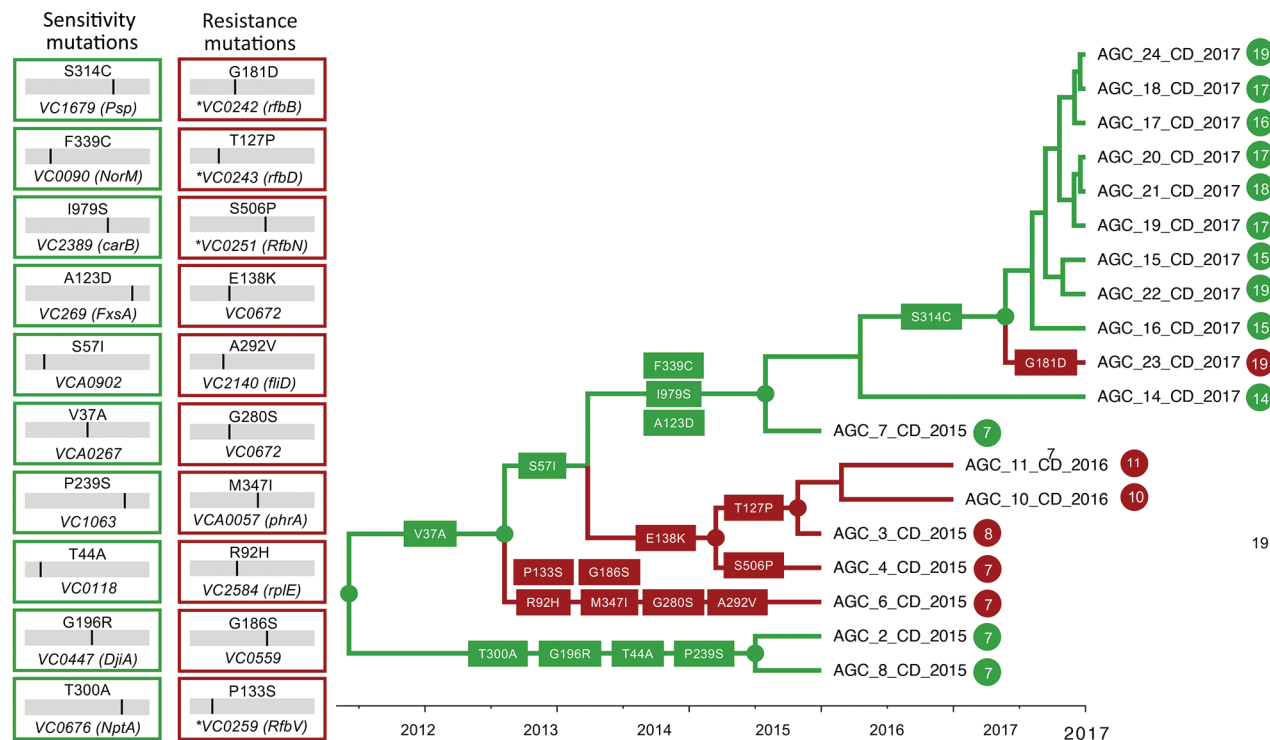 Sensitivity
mutations
S314C
VC1679 (Psp)
F339C
VC0090 (NorM)
I979S
VC2389 (carB)
A123D
VC269 (FxsA)
S57I
VCA0902
V37A
VCA0267
P239S
VC1063
T44A
VC0118
G196R
VC0447 (DjiA)
T300A
VC0676 (NptA)
Resistance
mutations
G181D
*VC0242 (rfbB)
T127P
*VC0243 (rfbD)
S506P
*VC0251 (RfbN)
E138K
VC0672
A292V
VC2140 (fliD)
G280S
VC0672
M347I
VCA0057 (phrA)
R92H
VC2584 (rplE)
G186S
VC0559
P133S
*VC0259 (RfbV)
AGC_24_CD_2017 19
AGC_18_CD_2017 17
AGC_17_CD_2017 16
AGC_20_CD_2017 17
AGC_21_CD_2017 18
AGC_19_CD_2017 17
AGC_15_CD_2017 15
AGC_22_CD_2017 19
S314C
AGC_16_CD_2017 15
G181D
AGC_23_CD_2017 19
F339C
I979S
A123D
AGC_14_CD_2017 14
AGC_7_CD_2015 7
7
S57I
AGC_11_CD_2016 11
AGC_10_CD_2016 10
T127P
V37A
E138K
AGC_3_CD_2015 8
19
S506P
AGC_4_CD_2015 7
P133S G186S
R92H M347I G280S A292V
AGC_6_CD_2015 7
AGC_2_CD_2015 7
T300A G196R T44A P239S
AGC_8_CD_2015 7
2012 2013 2014 2015 2016 2017 2017